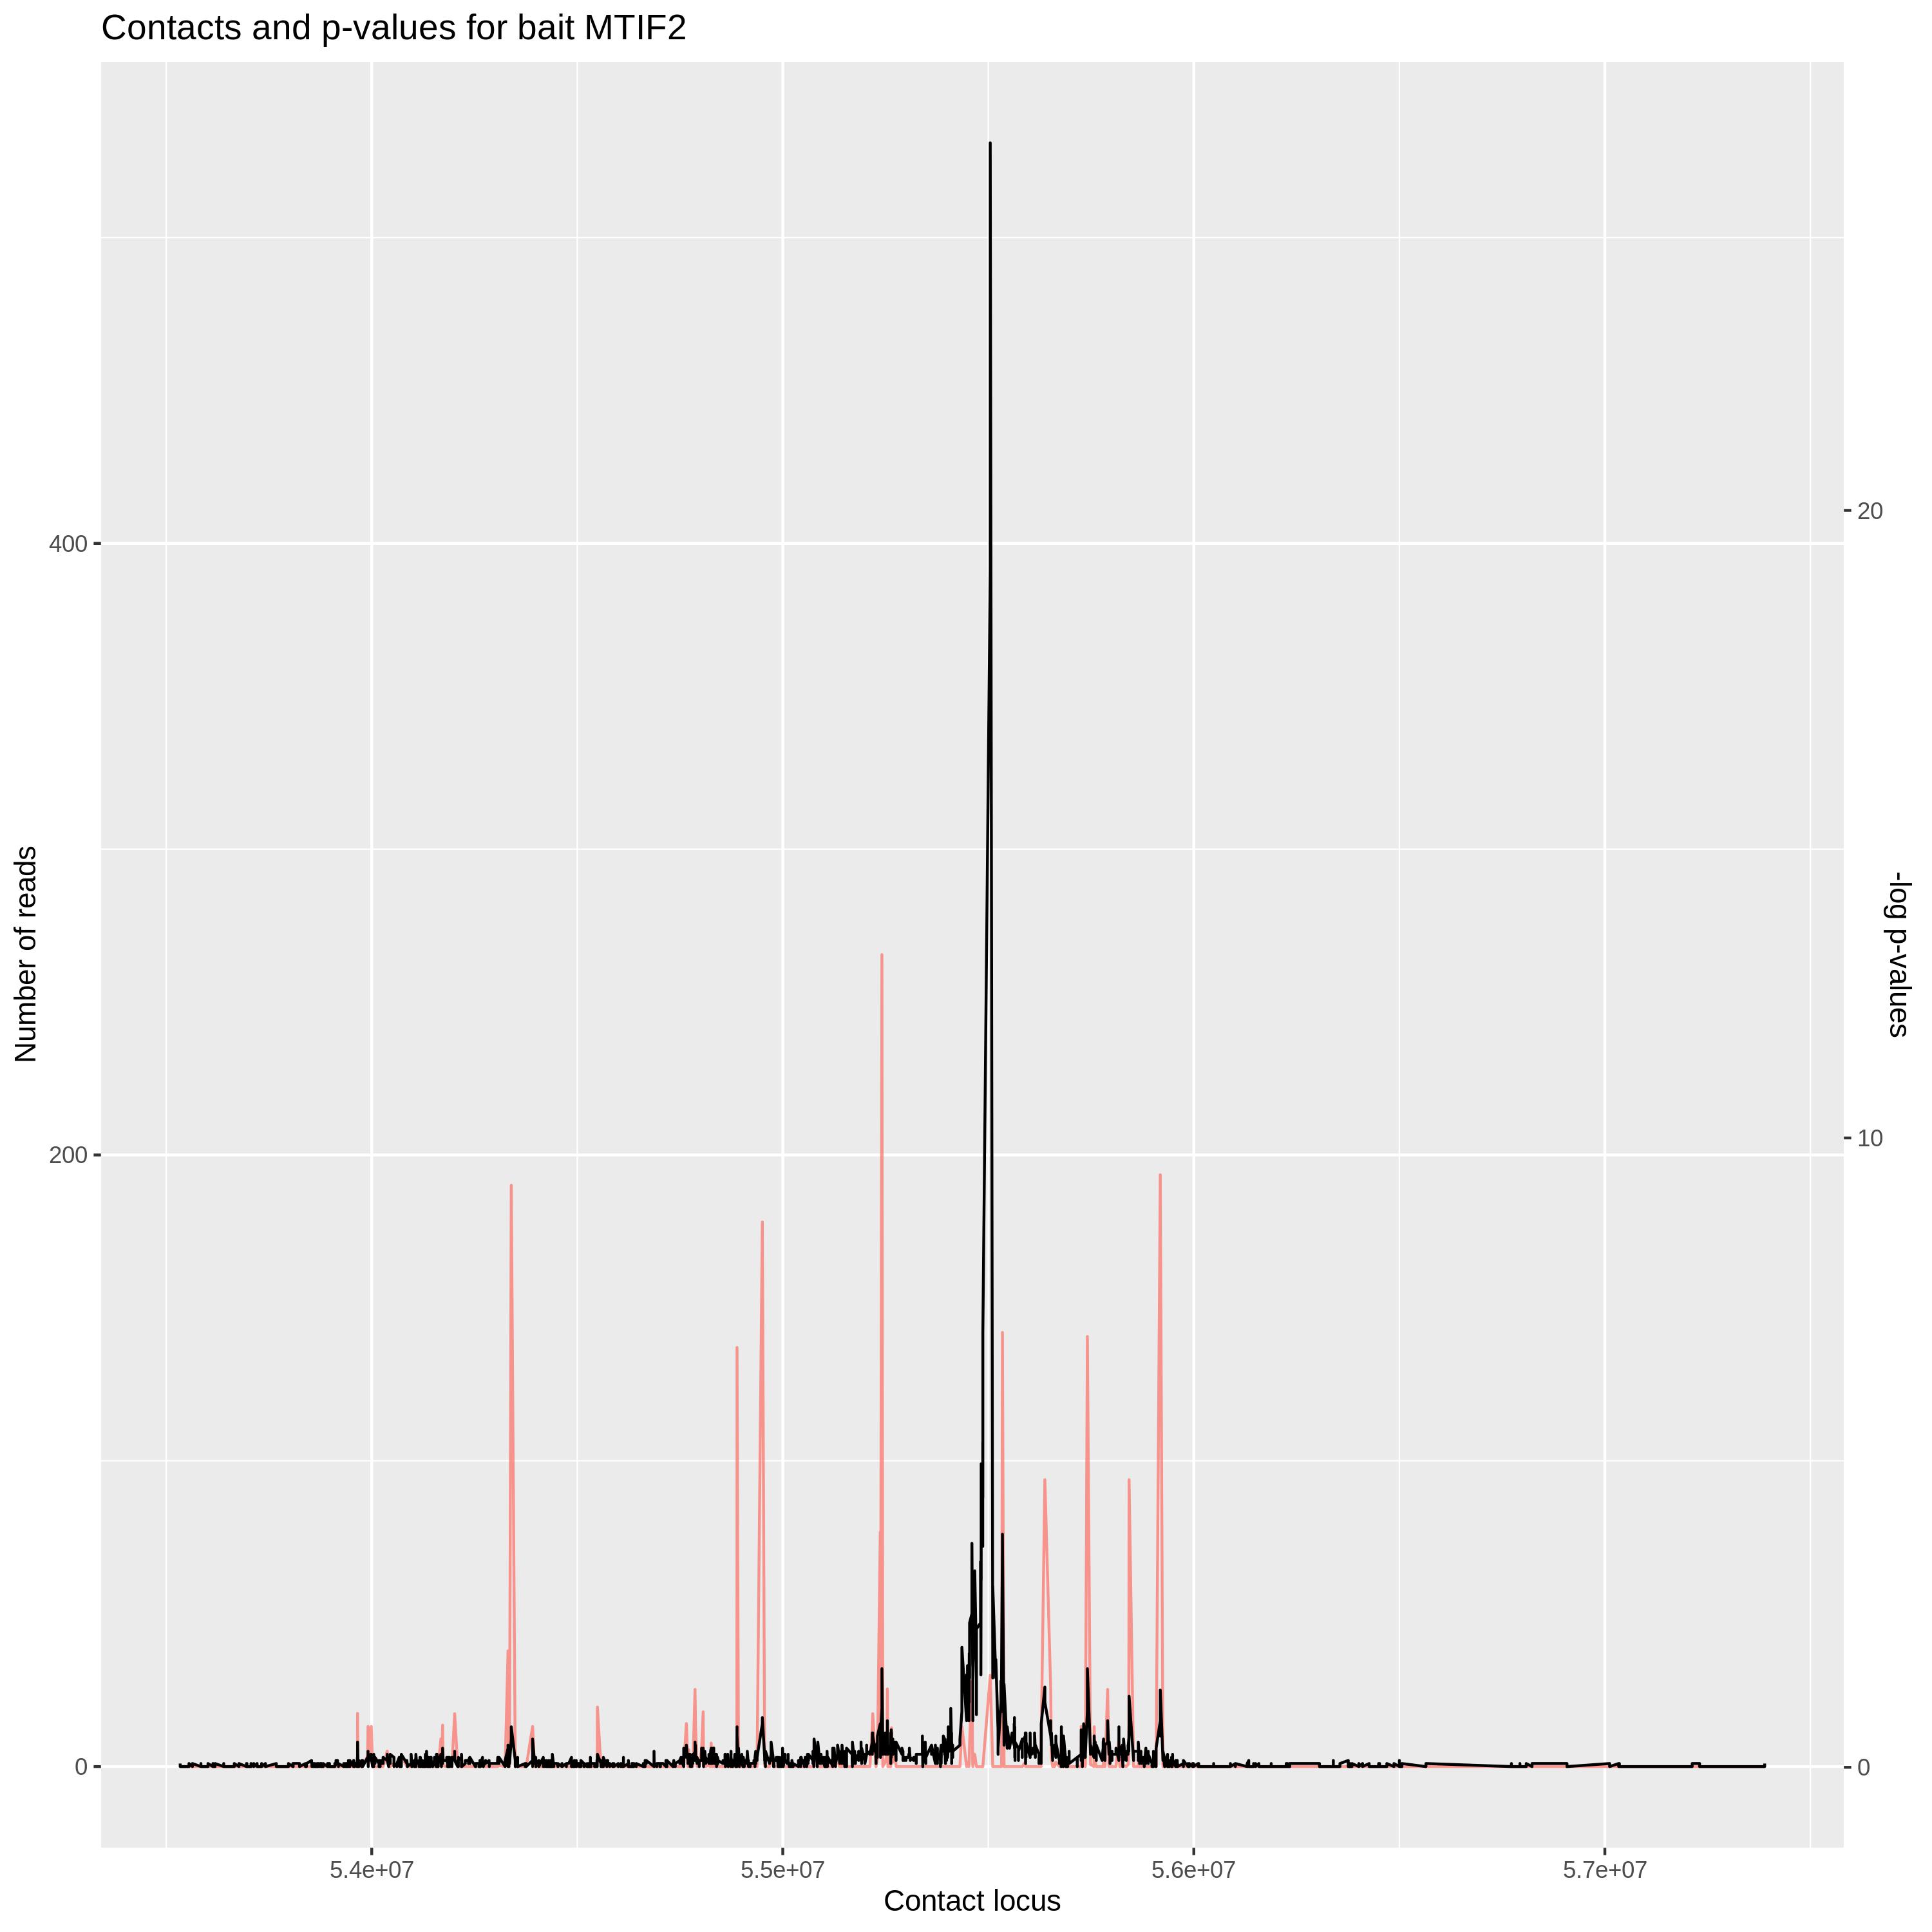 Contacts and p-values for bait MTIF2
Number of reads
400
200
0
20
10
0
-log p-values
5.4e+07
5.5e+07
5.6e+07
5.7e+07
Contact locus